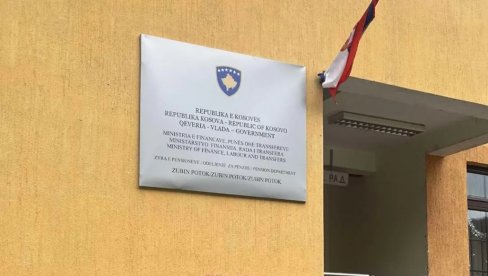 REPUBLIKA E KOSOVËS
REPUBLIKA KOSOVA - REPUBLIC OF KOSOVO
QEVERIA - VLADA - GOVERNMENT
MINISTRIA E FINANCAVE, PUNËS DHE TRANSFEREVE
MINISTARSTVO FINANSIJA, RADA I TRANSFERA
MINISTRY OF FINANCE, LABOUR AND TRANSFERS
ZYRA E PENSIONEVE - ODELJENJE ZA PENZIJE - PENSION DEPARTMENT
ZUBIN POTOK/ZUBIN POTOK/ZUBIN POTOK
РАД